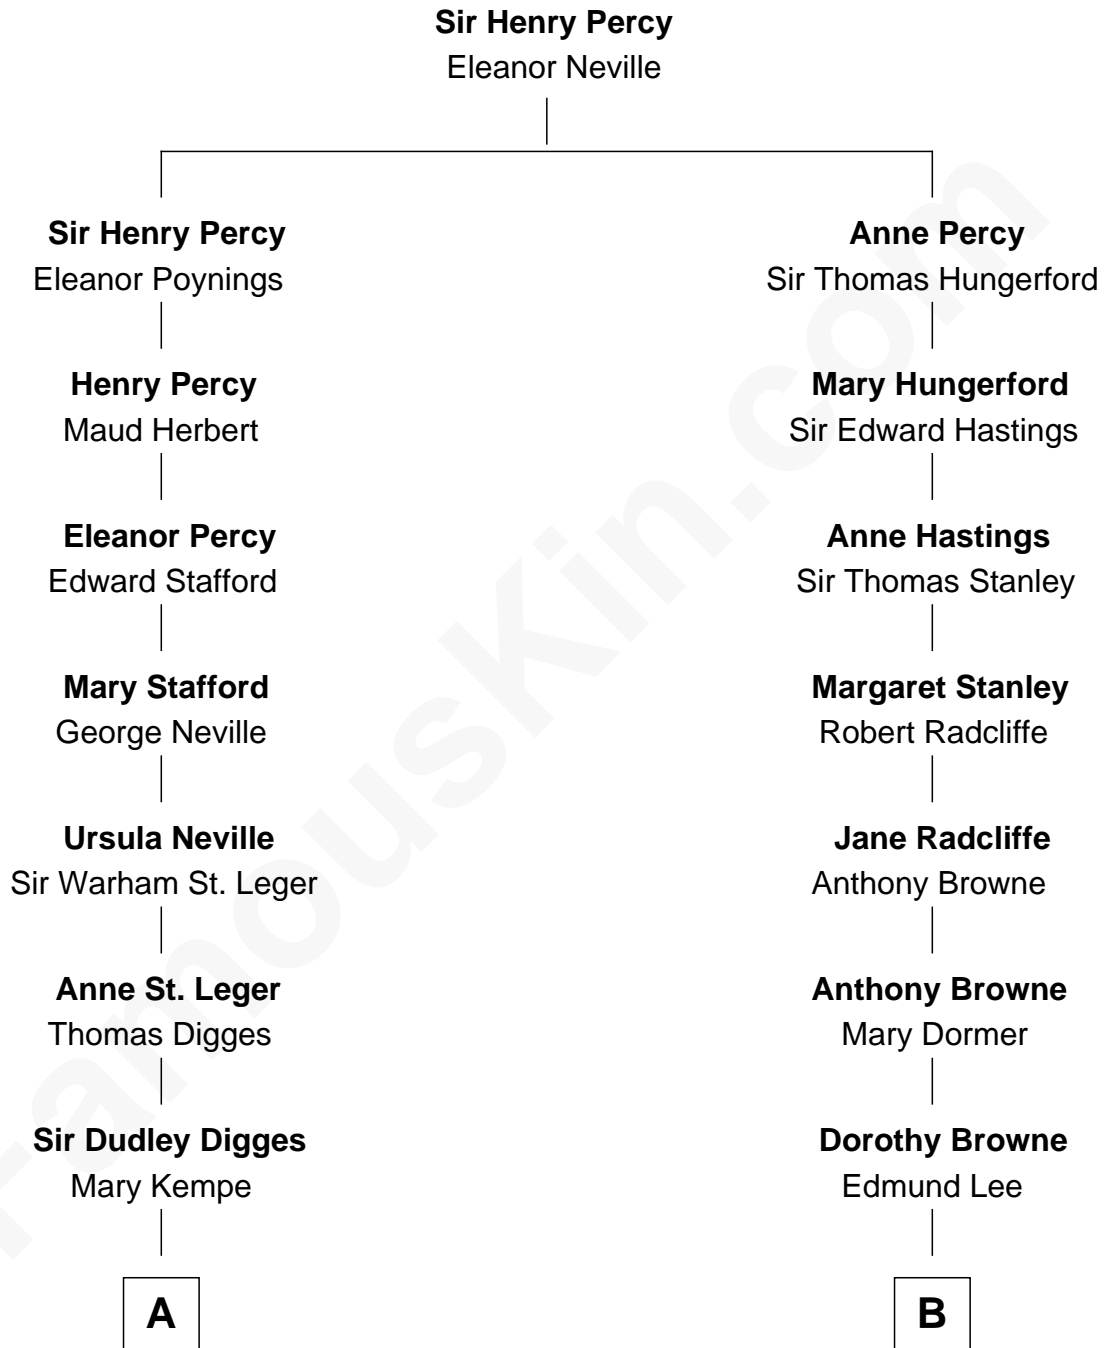 Sir Henry Percy
Eleanor Neville
Sir Henry Percy
Eleanor Poynings
Anne Percy
Sir Thomas Hungerford
Henry Percy
Maud Herbert
Mary Hungerford
Sir Edward Hastings
Eleanor Percy
Edward Stafford
Anne Hastings
Sir Thomas Stanley
Mary Stafford
George Neville
Margaret Stanley
Robert Radcliffe
Ursula Neville
Sir Warham St. Leger
Jane Radcliffe
Anthony Browne
Anne St. Leger
Thomas Digges
Anthony Browne
Mary Dormer
Sir Dudley Digges
Mary Kempe
Dorothy Browne
Edmund Lee
A
B
FamousKin.com